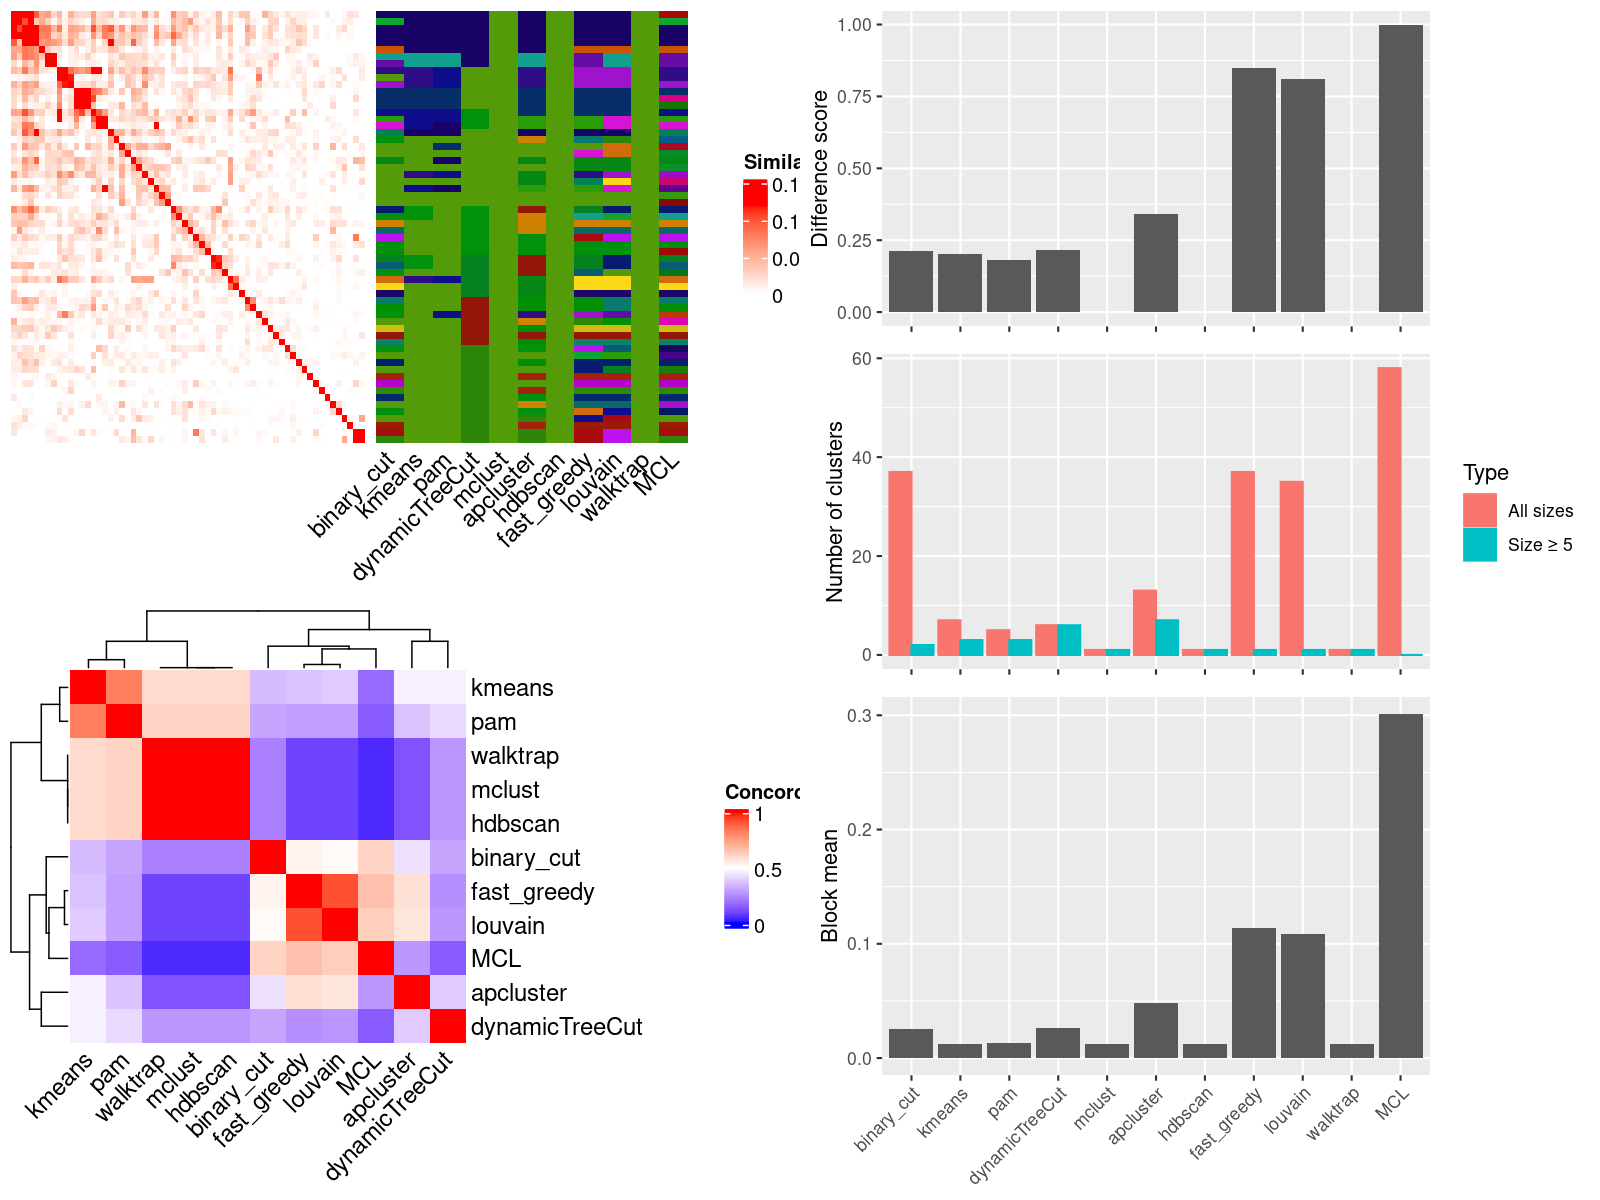 Simila
0.1
0.1
0.0
0
binary_cut
kmeans
pam
dynamicTreeCut
mclust
apcluster
hdbscan
fast_greedy
louvain
walktrap
MCL
kmeans
pam
walktrap
mclust
hdbscan
binary_cut
fast_greedy
louvain
MCL
apcluster
dynamicTreeCut
kmeans
pam
walktrap
mclust
hdbscan
binary_cut
fast_greedy
louvain
MCL
apcluster
dynamicTreeCut
Concord
1
0.5
0
Difference score
1.00
0.75
0.50
0.25
0.00
Number of clusters
60
40
20
0
Type
All sizes
Size ≥ 5
Block mean
0.3
0.2
0.1
0.0
binary_cut
kmeans
pam
dynamicTreeCut
mclust
apcluster
hdbscan
fast_greedy
louvain
walktrap
MCL